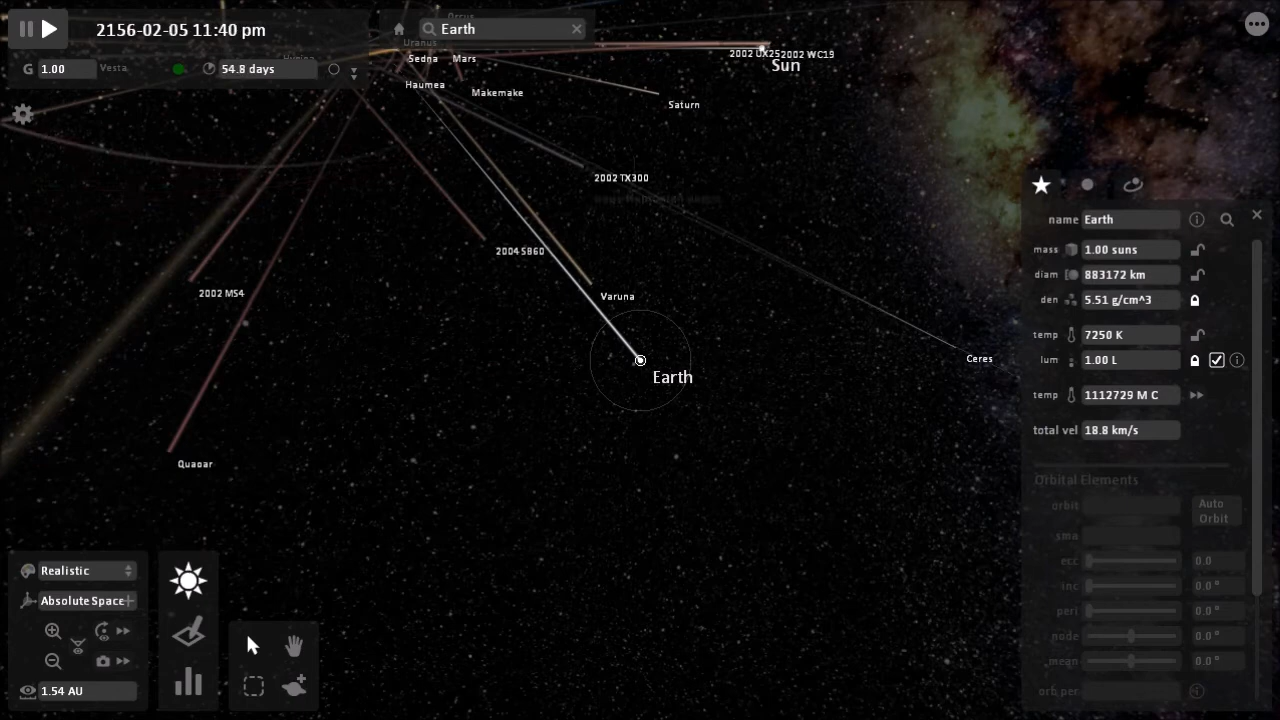 2156-02-05 11:40 pm
Earth
Orcus
Uranus
G 1.00
Vesta
54.8 days
Sedna
Mars
Haumea
Makemake
Saturn
2002 UX25
2002 WC19
Sun
2002 TX300
2004 SB60
2002 MS4
Varuna
Ceres
Earth
Quaoar
name Earth
mass 1.00 suns
diam 883172 km
den 5.51 g/cm^3
temp 7250 K
lum 1.00 L
temp 1112729 M C
total vel 18.8 km/s
Orbital Elements
orbit
Auto
Orbit
sma
ecc 0.0
inc 0.0 °
peri 0.0 °
node 0.0 °
mean 0.0 °
orb per
Realistic
Absolute Space
1.54 AU